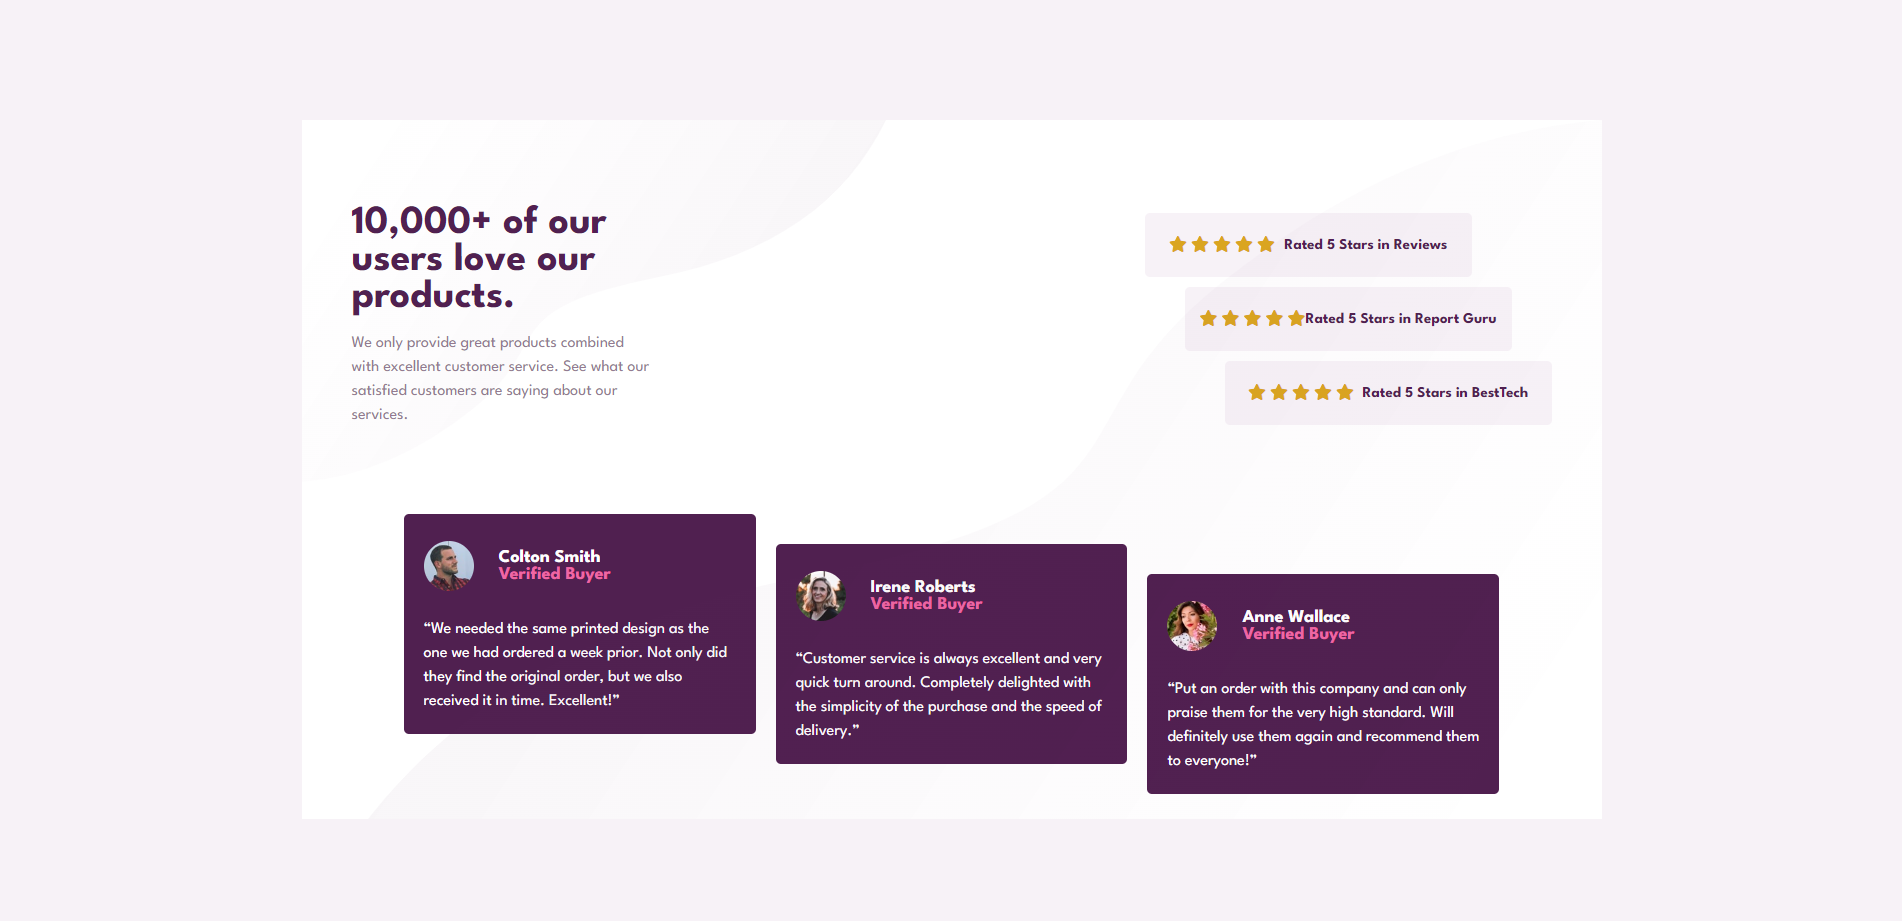 10,000+ of our
users love our
products.
We only provide great products combined
with excellent customer service. See what our
satisfied customers are saying about our
services.
Rated 5 Stars in Reviews
Rated 5 Stars in Report Guru
Rated 5 Stars in BestTech
Colton Smith
Verified Buyer
“We needed the same printed design as the
one we had ordered a week prior. Not only did
they find the original order, but we also
received it in time. Excellent!”
Irene Roberts
Verified Buyer
“Customer service is always excellent and very
quick turn around. Completely delighted with
the simplicity of the purchase and the speed of
delivery.”
Anne Wallace
Verified Buyer
“Put an order with this company and can only
praise them for the very high standard. Will
definitely use them again and recommend them
to everyone!”